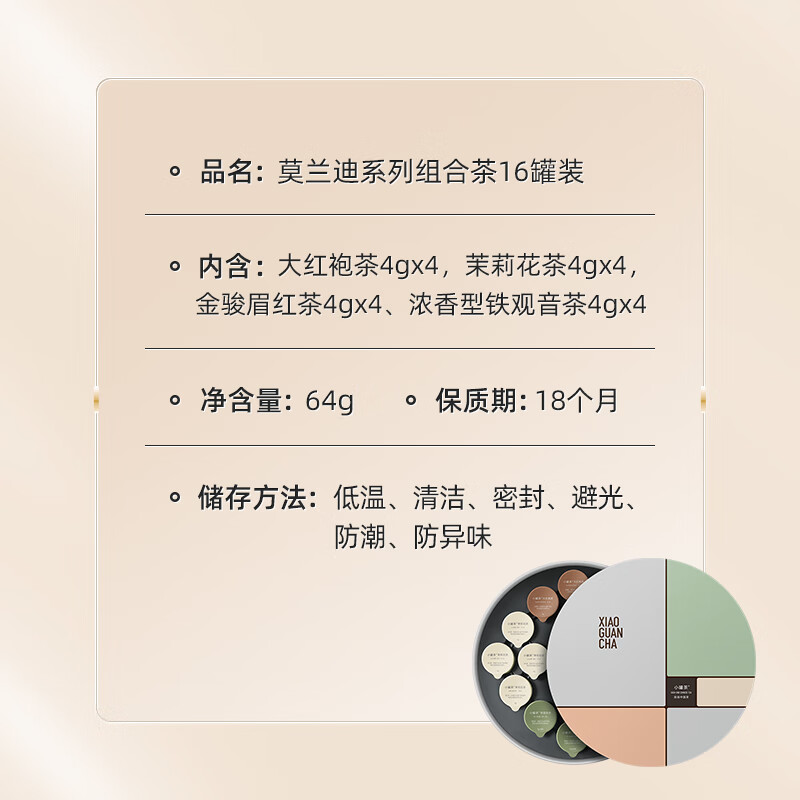 品名: 莫兰迪系列组合茶16罐装
内含: 大红袍茶4gx4, 茉莉花茶4gx4,
金骏眉红茶4gx4、浓香型铁观音茶4gx4
净含量: 64g 保质期: 18个月
储存方法: 低温、清洁、密封、避光、
防潮、防异味
XIAO
GUAN
CHA
小罐茶